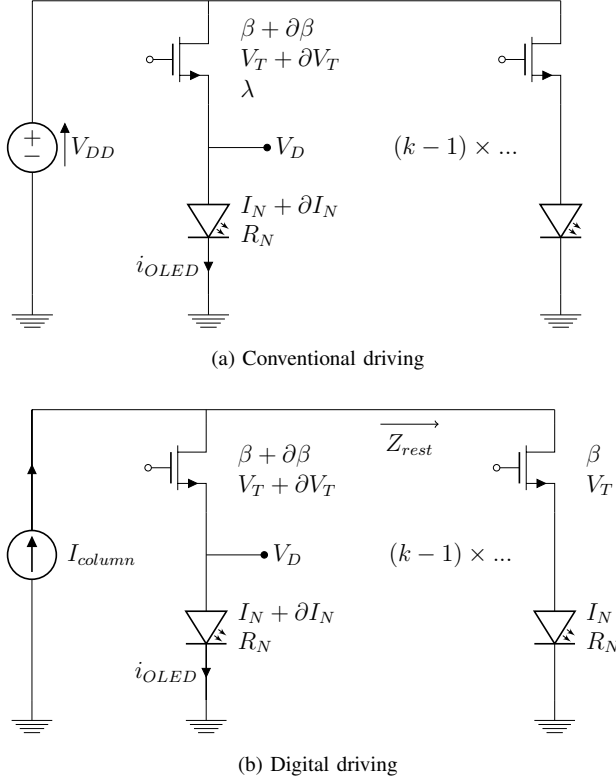 β + ∂β
V_T + ∂V_T
λ
+
−
V_DD
V_D
(k − 1) × ...
I_N + ∂I_N
R_N
i_OLED
(a) Conventional driving
Z_rest
β + ∂β
V_T + ∂V_T
β
V_T
I_column
V_D
(k − 1) × ...
I_N + ∂I_N
R_N
I_N
R_N
i_OLED
(b) Digital driving